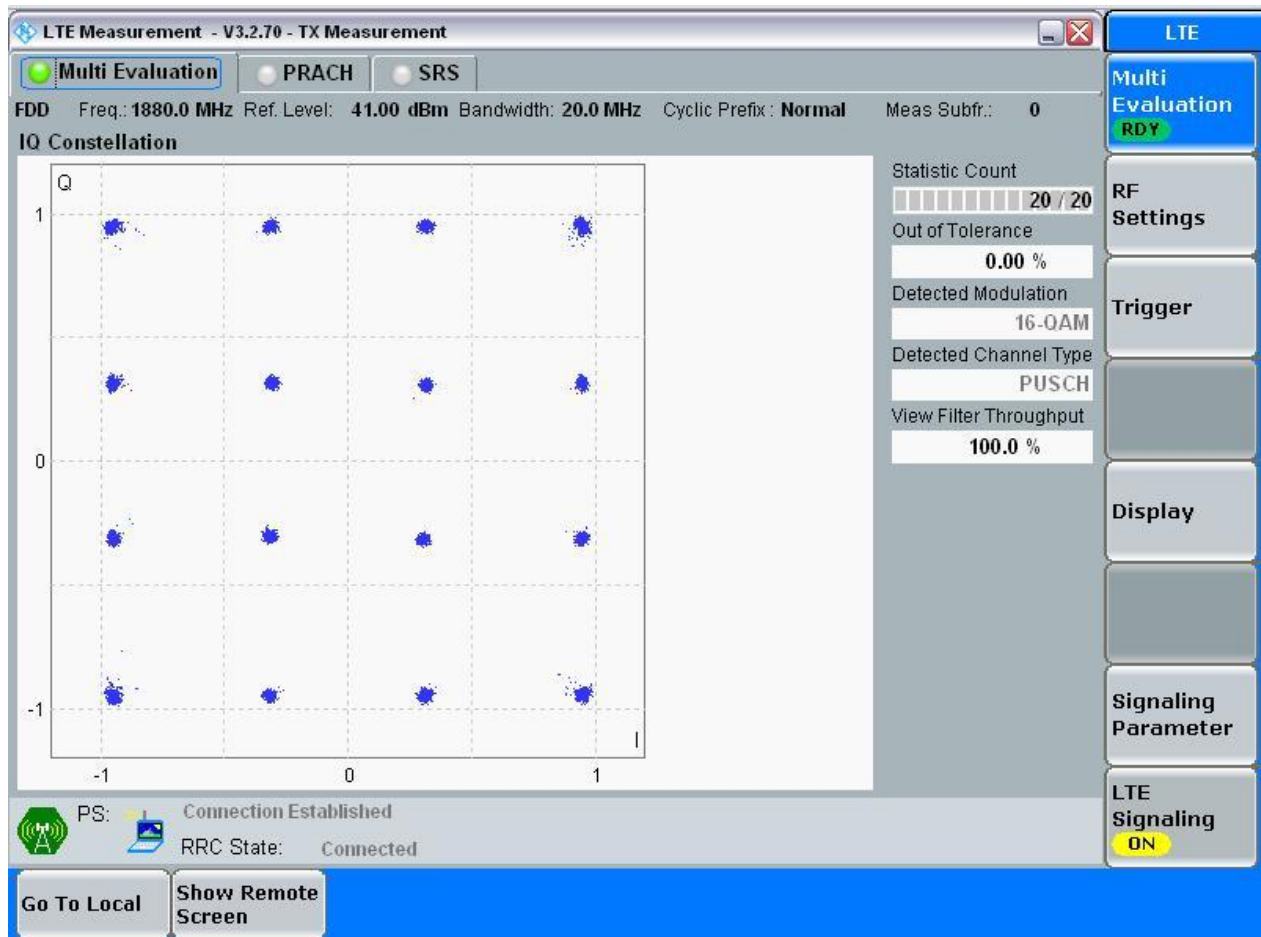 LTE Measurement - V3.2.70 - TX Measurement
LTE
Multi Evaluation PRACH SRS
FDD Freq.: 1880.0 MHz Ref. Level: 41.00 dBm Bandwidth: 20.0 MHz Cyclic Prefix : Normal Meas Subfr.: 0
IQ Constellation
Q
1
0
-1
I
-1 0 1
Statistic Count
20 / 20
Out of Tolerance
0.00 %
Detected Modulation
16-QAM
Detected Channel Type
PUSCH
View Filter Throughput
100.0 %
Multi
Evaluation
RDY
RF
Settings
Trigger
Display
Signaling
Parameter
LTE
Signaling
ON
PS: Connection Established
RRC State: Connected
Go To Local
Show Remote
Screen